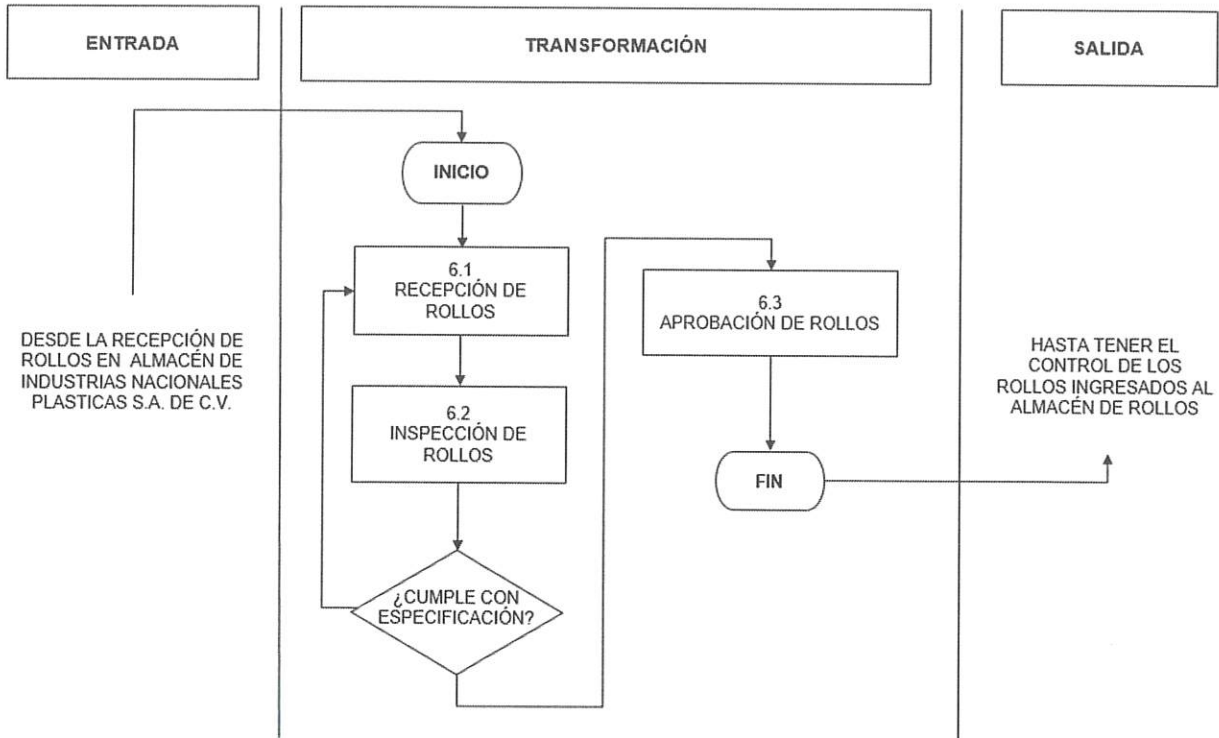 ENTRADA
TRANSFORMACIÓN
SALIDA
INICIO
6.1
RECEPCIÓN DE
ROLLOS
6.2
INSPECCIÓN DE
ROLLOS
¿CUMPLE CON
ESPECIFICACIÓN?
6.3
APROBACIÓN DE ROLLOS
FIN
DESDE LA RECEPCIÓN DE
ROLLOS EN ALMACÉN DE
INDUSTRIAS NACIONALES
PLASTICAS S.A. DE C.V.
HASTA TENER EL
CONTROL DE LOS
ROLLOS INGRESADOS AL
ALMACÉN DE ROLLOS